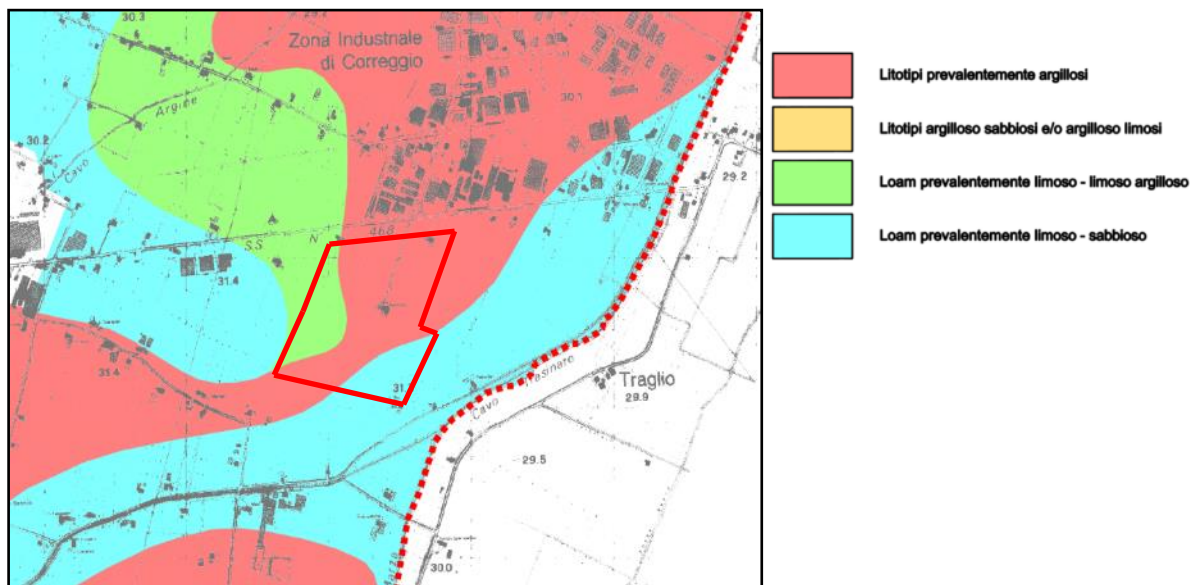 30.3
29.2
Zona Industriale
di Correggio
30.1
Argine
Cavo
30.2
29.2
S.S.
N
468
31.4
31.4
31.
Cavo
Traglio
29.9
29.5
30.0
Litotipi prevalentemente argillosi
Litotipi argilloso sabbiosi e/o argilloso limosi
Loam prevalentemente limoso - limoso argilloso
Loam prevalentemente limoso - sabbioso